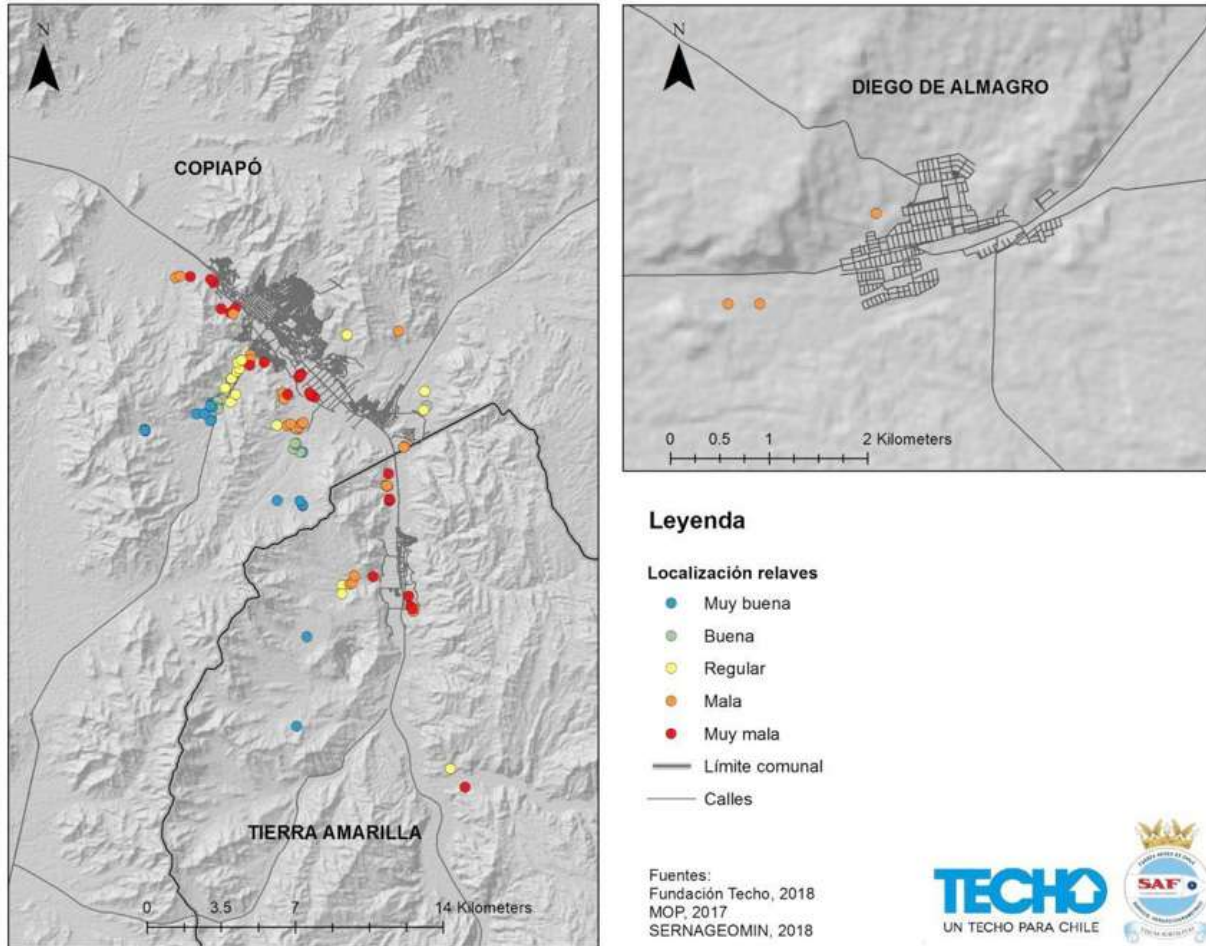 N
COPIAPÓ
TIERRA AMARILLA
0 3.5 7 14 Kilometers
N
DIEGO DE ALMAGRO
0 0.5 1 2 Kilometers
Leyenda
Localización relaves
Muy buena
Buena
Regular
Mala
Muy mala
Límite comunal
Calles
Fuentes:
Fundación Techo, 2018
MOP, 2017
SERNAGEOMIN, 2018
TECHO
UN TECHO PARA CHILE
SAF